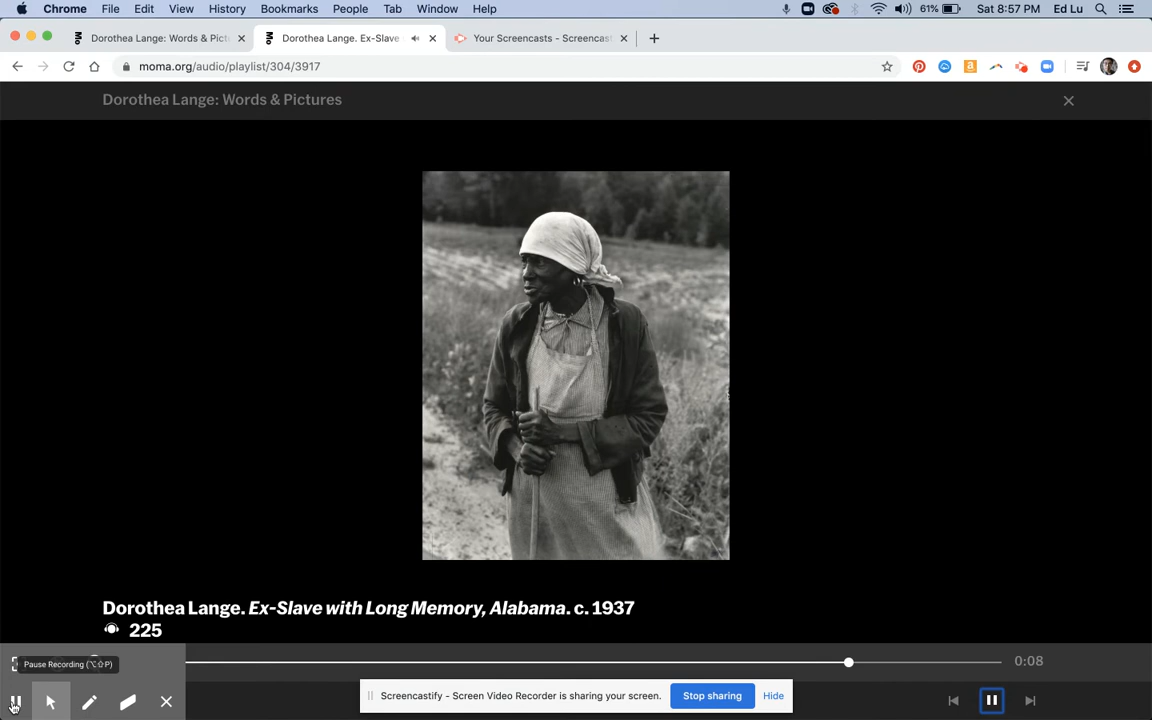 Chrome File Edit View History Bookmarks People Tab Window Help 61% Sat 8:57 PM Ed Lu
Dorothea Lange: Words & Pict Dorothea Lange. Ex-Slave Your Screencasts - Screencast
moma.org/audio/playlist/304/3917
Dorothea Lange: Words & Pictures
Dorothea Lange. Ex-Slave with Long Memory, Alabama. c. 1937
225
Pause Recording (⌥⇧P)
0:08
Screencastify - Screen Video Recorder is sharing your screen. Stop sharing Hide